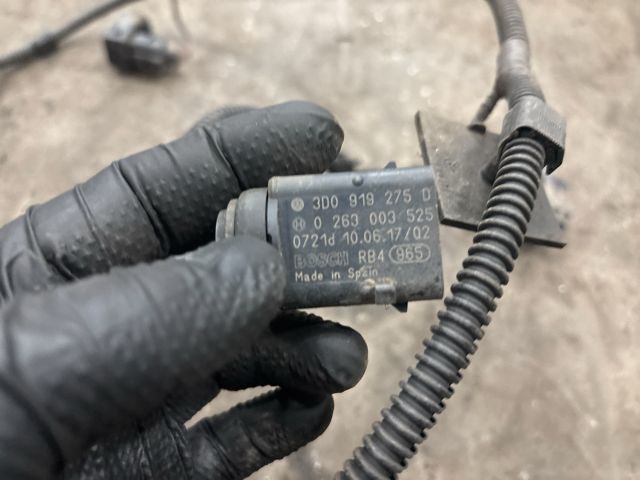 3D0 919 275 D
0 263 003 525
0721d 10.06.17/02
BOSCH RB4 965
Made in Spain